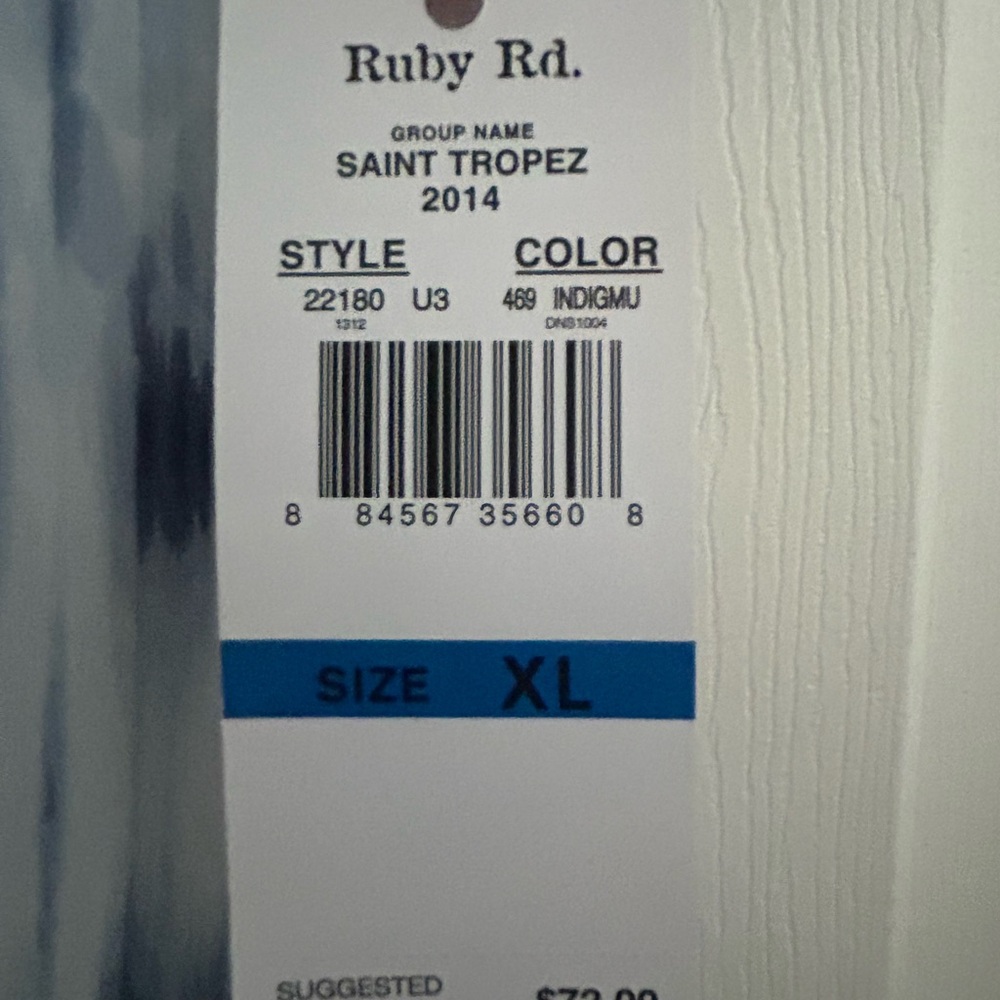 Ruby Rd.
GROUP NAME
SAINT TROPEZ
2014
STYLE COLOR
22180 U3 469 INDIGMU
1312 DNS1004
8 84567 35660 8
SIZE XL
SUGGESTED